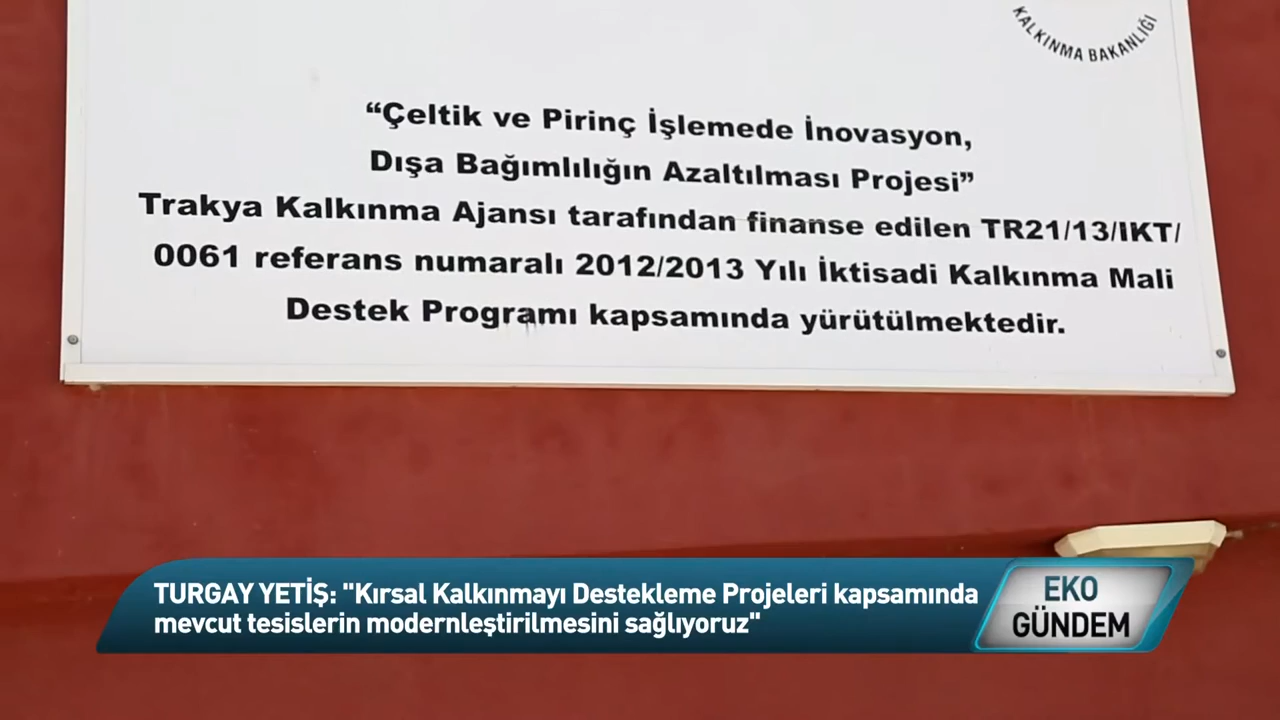 KALKINMA BAKANLIĞI
“Çeltik ve Pirinç İşlemede İnovasyon,
Dışa Bağımlılığın Azaltılması Projesi”
Trakya Kalkınma Ajansı tarafından finanse edilen TR21/13/IKT/
0061 referans numaralı 2012/2013 Yılı İktisadi Kalkınma Mali
Destek Programı kapsamında yürütülmektedir.
TURGAY YETİŞ: "Kırsal Kalkınmayı Destekleme Projeleri kapsamında
mevcut tesislerin modernleştirilmesini sağlıyoruz"
EKO
GÜNDEM